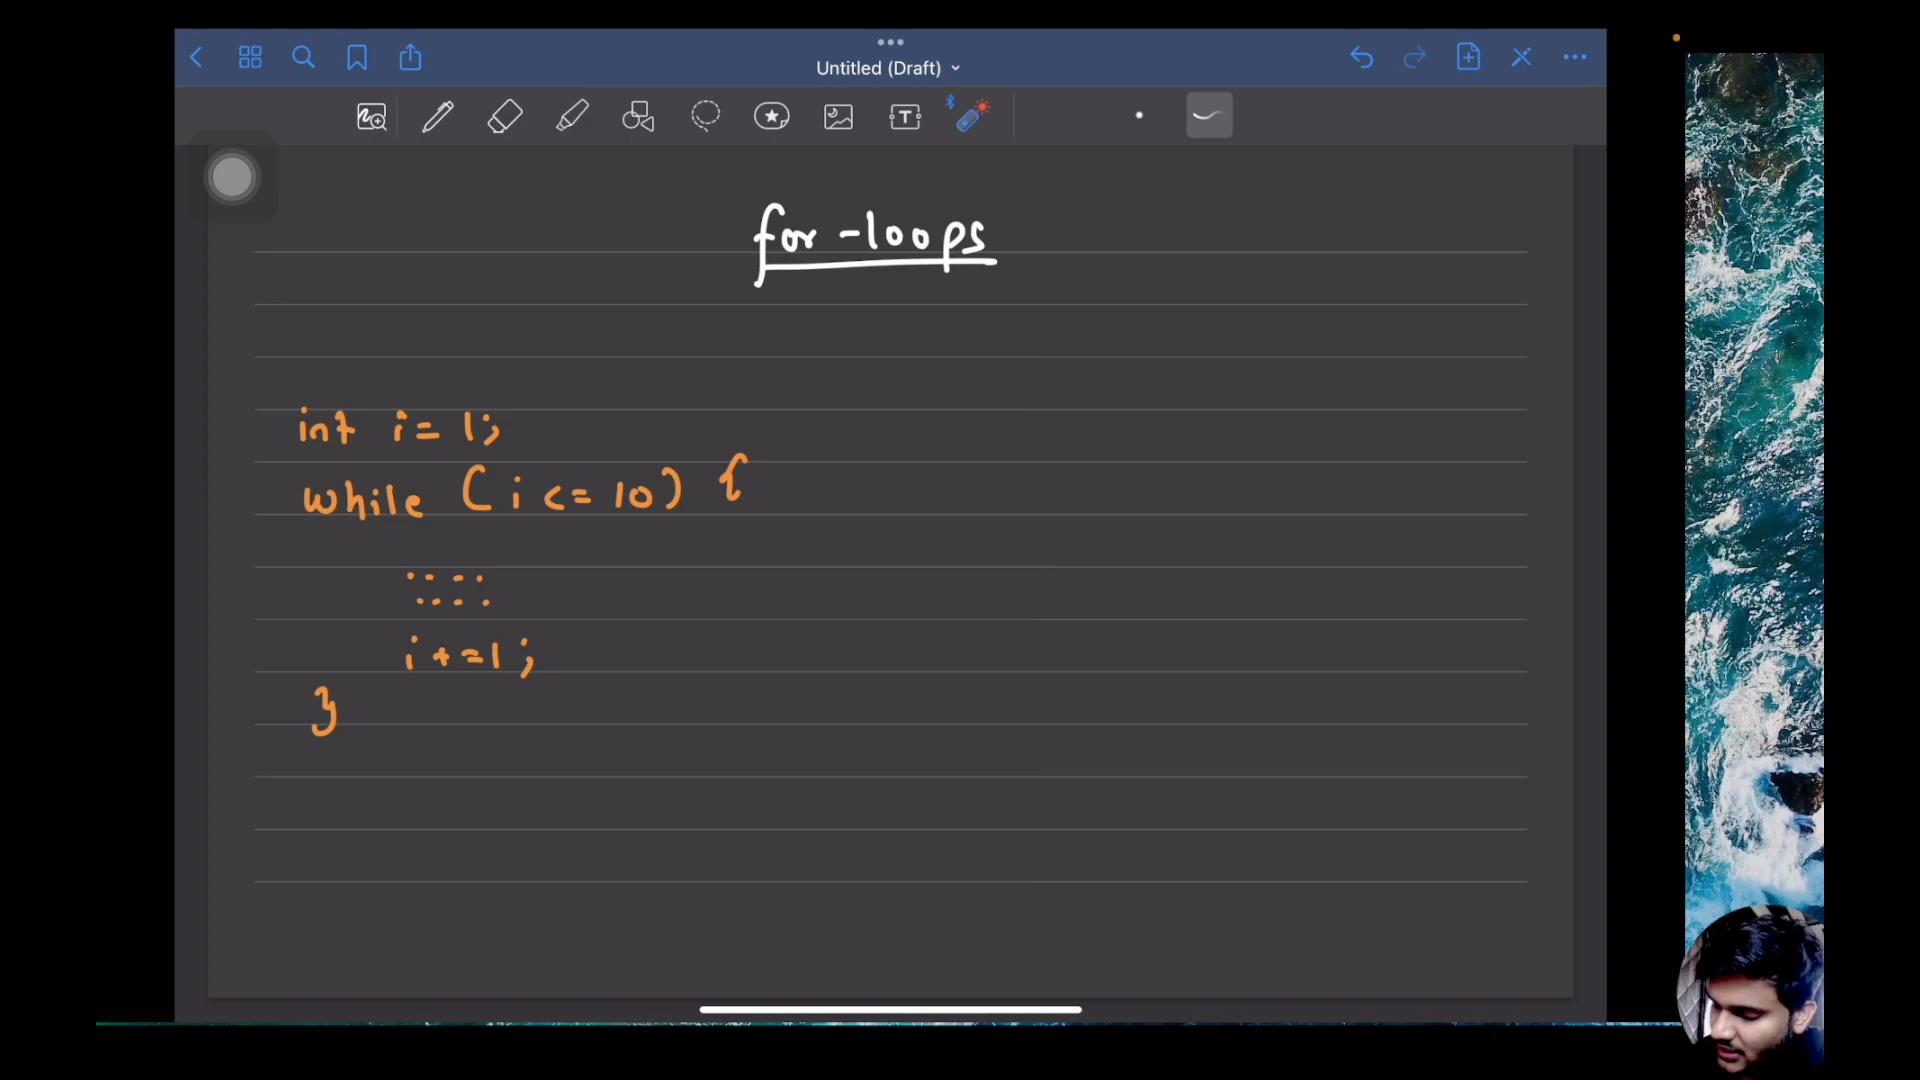 Untitled (Draft)
for-loops
int i = 1;
while (i <= 10) {
i += 1;
}